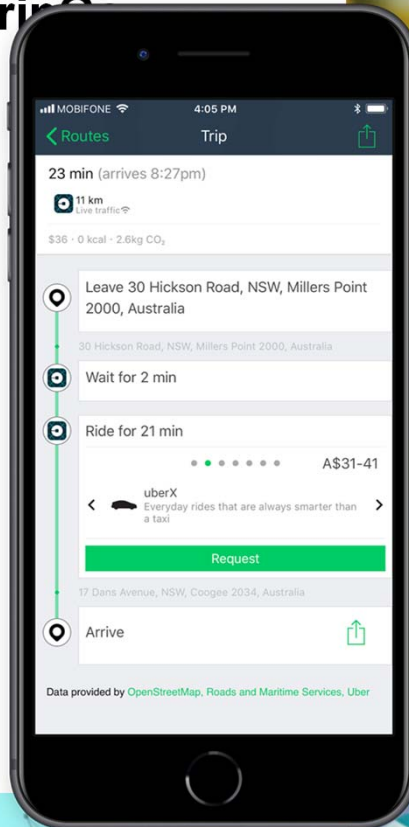 MOBIFONE 4:05 PM
Routes Trip
23 min (arrives 8:27pm)
11 km
Live traffic
$36 · 0 kcal · 2.6kg CO₂
Leave 30 Hickson Road, NSW, Millers Point
2000, Australia
30 Hickson Road, NSW, Millers Point 2000, Australia
Wait for 2 min
Ride for 21 min
A$31-41
uberX
Everyday rides that are always smarter than
a taxi
Request
17 Dans Avenue, NSW, Coogee 2034, Australia
Arrive
Data provided by OpenStreetMap, Roads and Maritime Services, Uber